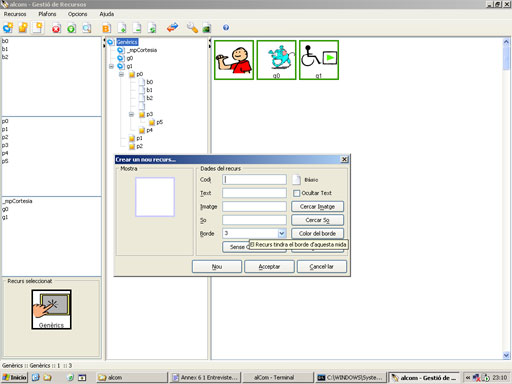 alcom - Gestió de Recursos
Recursos Plafons Opcions Ajuda
b0
b1
b2
p0
p1
p2
p3
p4
p5
_mpCortesia
g0
g1
Recurs seleccionat
Genèrics
Genèrics
_mpCortesia
g0
g1
p0
b0
b1
b2
p3
p5
p4
p1
p2
g0
g1
Crear un nou recurs...
Mostra
Dades del recurs
Codi
Bàsic
Text
Ocultar Text
Imatge
Cercar Imatge
So
Cercar So
Borde
3
Color del borde
El Recurs tindra el borde d'aquesta mida
Sense
Nou
Acceptar
Cancel·lar
Genèrics :: Genèrics :: 1 :: 3
Inicio
alcom
Annex 6 1 Entreviste...
alCom - Terminal
C:\WINDOWS\Syste...
alcom - Gestió de ...
23:10